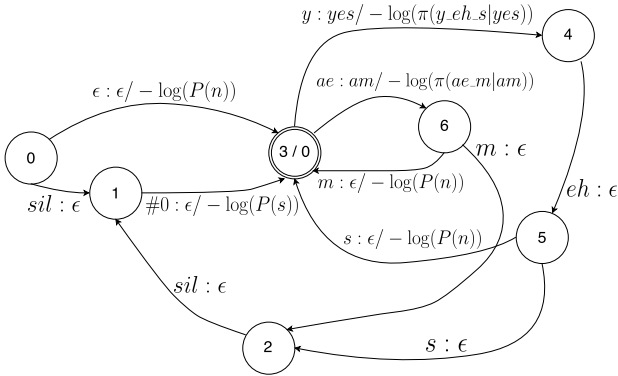 y : yes/ − log(π(y_eh_s|yes))
4
ae : am/ − log(π(ae_m|am))
ϵ : ϵ/ − log(P(n))
6
0
3 / 0
m : ϵ
m : ϵ/ − log(P(n))
1
eh : ϵ
sil : ϵ
#0 : ϵ/ − log(P(s))
s : ϵ/ − log(P(n))
5
sil : ϵ
2
s : ϵ